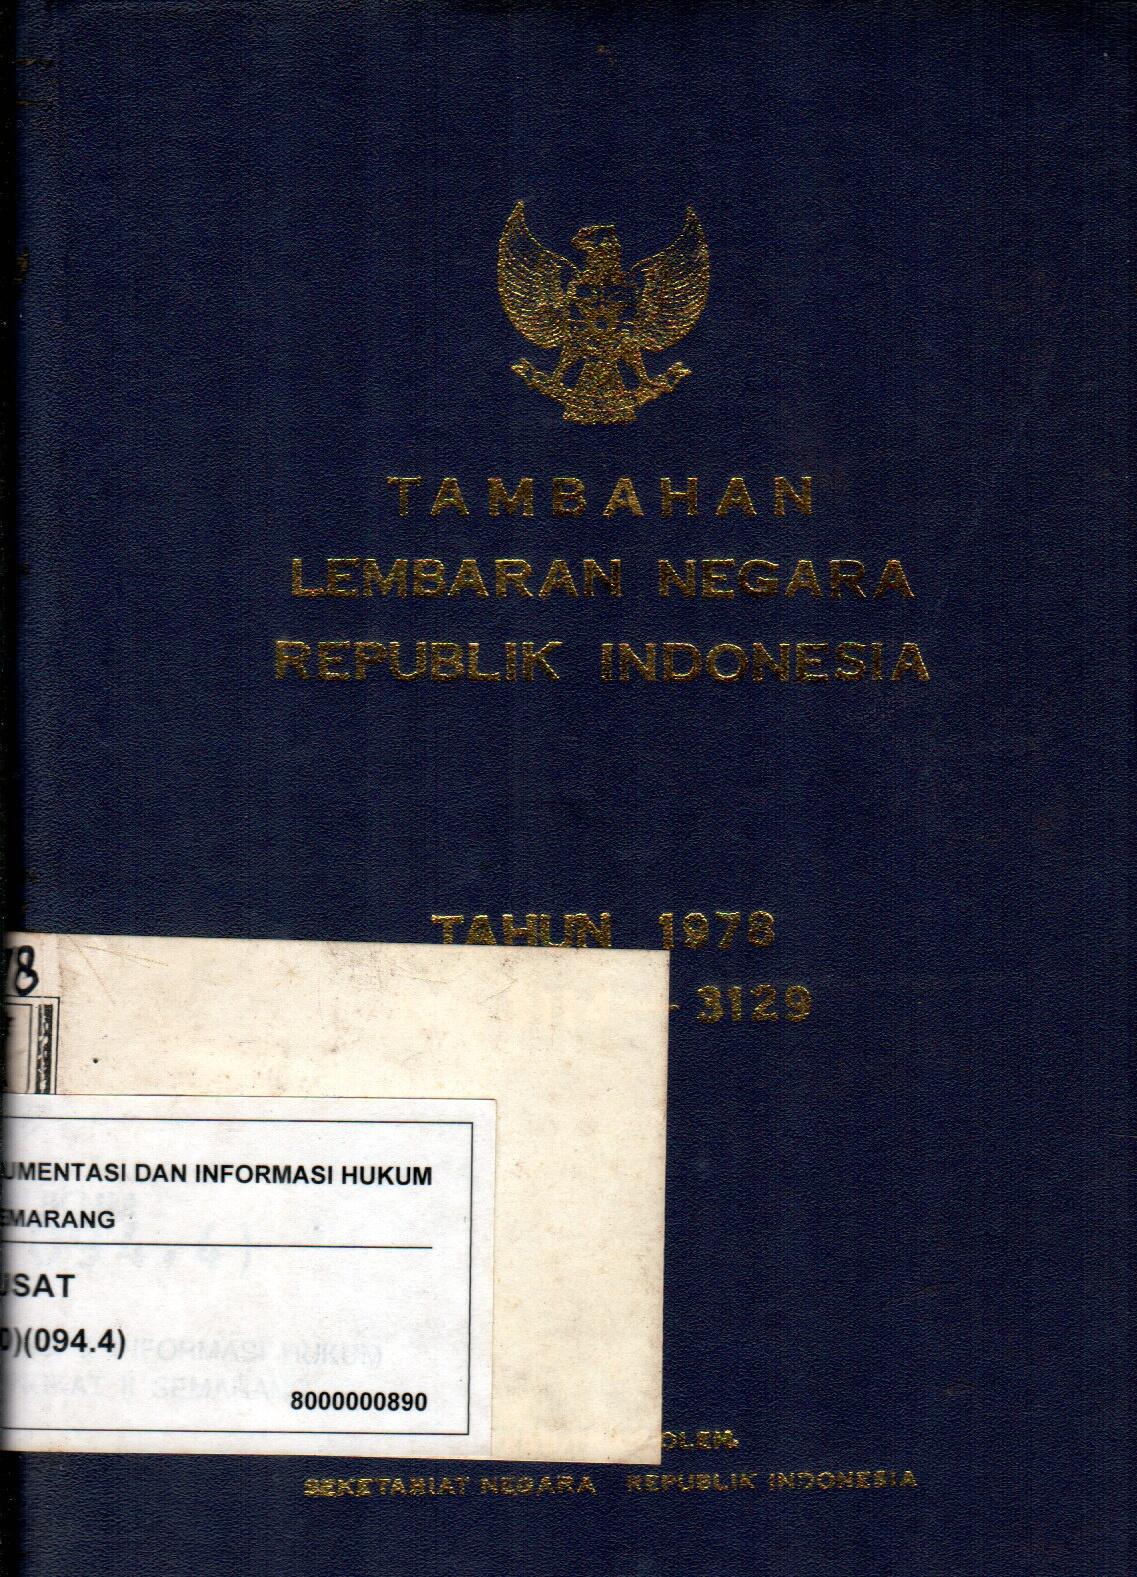 TAMBAHAN
LEMBARAN NEGARA
REPUBLIK INDONESIA
TAHUN 1978
- 3129
78
UMENTASI DAN INFORMASI HUKUM
EMARANG
USAT
)(094.4)
8000000890
OLEH.
SEKETARIAT NEGARA REPUBLIK INDONESIA